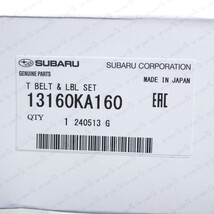 SUBARU
SUBARU CORPORATION
GENUINE PARTS
MADE IN JAPAN
T BELT & LBL SET
13160KA160
EAC
QTY 1 240513 G